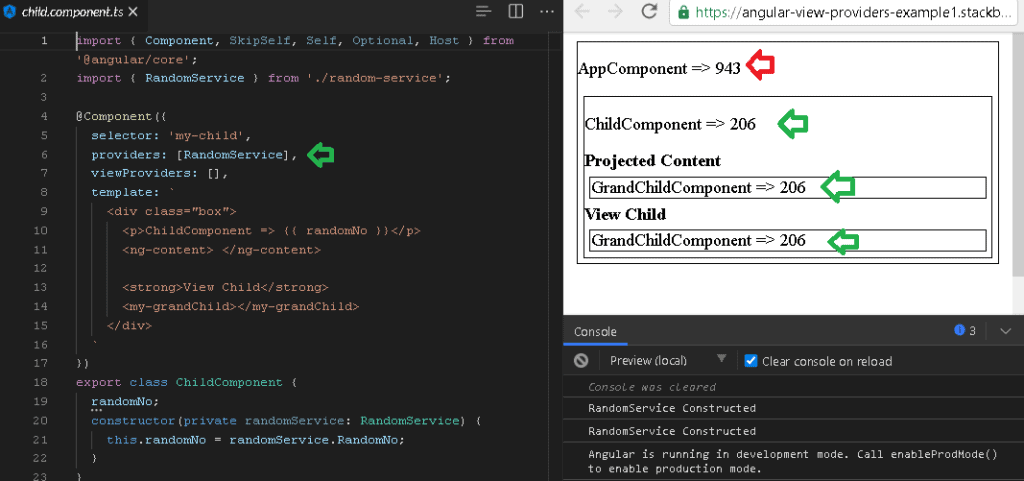 child.component.ts
1 import { Component, SkipSelf, Self, Optional, Host } from
'@angular/core';
2 import { RandomService } from './random-service';
3
4 @Component({
5 selector: 'my-child',
6 providers: [RandomService],
7 viewProviders: [],
8 template: `
9 <div class="box">
10 <p>ChildComponent => {{ randomNo }}</p>
11 <ng-content> </ng-content>
12
13 <strong>View Child</strong>
14 <my-grandChild></my-grandChild>
15 </div>
16 `
17 })
18 export class ChildComponent {
19 randomNo;
20 constructor(private randomService: RandomService) {
21 this.randomNo = randomService.RandomNo;
22 }
23 }
https://angular-view-providers-example1.stackb...
AppComponent => 943
ChildComponent => 206
Projected Content
GrandChildComponent => 206
View Child
GrandChildComponent => 206
Console
3
Preview (local)
Clear console on reload
Console was cleared
RandomService Constructed
RandomService Constructed
Angular is running in development mode. Call enableProdMode()
to enable production mode.